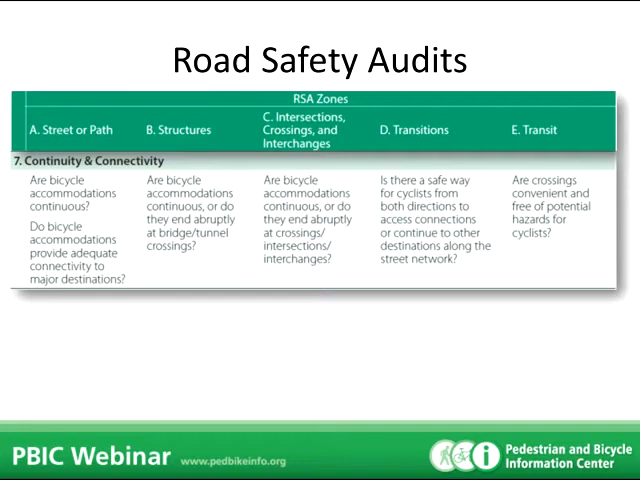 Road Safety Audits
RSA Zones
A. Street or Path
B. Structures
C. Intersections,
Crossings, and
Interchanges
D. Transitions
E. Transit
7. Continuity & Connectivity
Are bicycle
accommodations
continuous?
Do bicycle
accommodations
provide adequate
connectivity to
major destinations?
Are bicycle
accommodations
continuous, or do
they end abruptly
at bridge/tunnel
crossings?
Are bicycle
accommodations
continuous, or do
they end abruptly
at crossings/
intersections/
interchanges?
Is there a safe way
for cyclists from
both directions to
access connections
or continue to other
destinations along the
street network?
Are crossings
convenient and
free of potential
hazards for
cyclists?
PBIC Webinar
www.pedbikeinfo.org
Pedestrian and Bicycle
Information Center